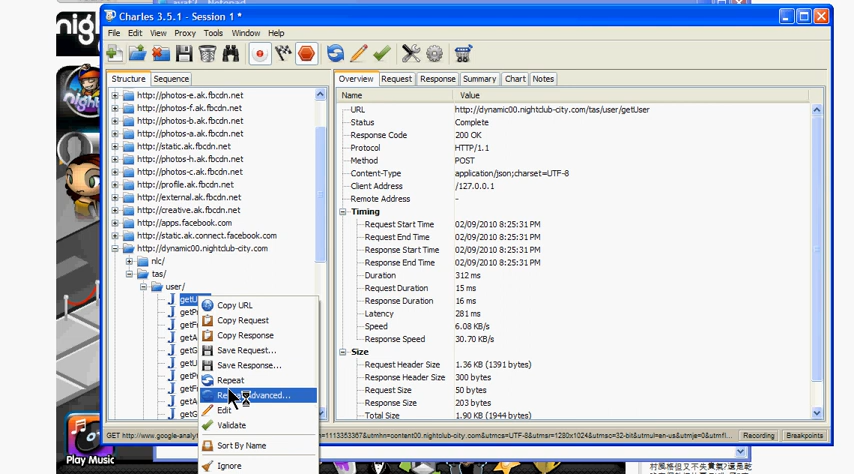 Charles 3.5.1 - Session 1 *
File Edit View Proxy Tools Window Help
Structure Sequence
http://photos-e.ak.fbcdn.net
http://photos-f.ak.fbcdn.net
http://photos-b.ak.fbcdn.net
http://photos-a.ak.fbcdn.net
http://static.ak.fbcdn.net
http://photos-h.ak.fbcdn.net
http://photos-c.ak.fbcdn.net
http://profile.ak.fbcdn.net
http://external.ak.fbcdn.net
http://creative.ak.fbcdn.net
http://apps.facebook.com
http://static.ak.connect.facebook.com
http://dynamic00.nightclub-city.com
nlc/
tas/
user/
Copy URL
Copy Request
Copy Response
Save Request...
Save Response...
Repeat
Advanced...
Edit
Validate
Sort By Name
Ignore
Overview Request Response Summary Chart Notes
Name Value
URL http://dynamic00.nightclub-city.com/tas/user/getUser
Status Complete
Response Code 200 OK
Protocol HTTP/1.1
Method POST
Content-Type application/json;charset=UTF-8
Client Address /127.0.0.1
Remote Address -
Timing
Request Start Time 02/09/2010 8:25:31 PM
Request End Time 02/09/2010 8:25:31 PM
Response Start Time 02/09/2010 8:25:31 PM
Response End Time 02/09/2010 8:25:31 PM
Duration 312 ms
Request Duration 15 ms
Response Duration 16 ms
Latency 281 ms
Speed 6.08 KB/s
Response Speed 30.70 KB/s
Size
Request Header Size 1.36 KB (1391 bytes)
Response Header Size 300 bytes
Request Size 50 bytes
Response Size 203 bytes
Total Size 1.90 KB (1944 bytes)
Recording Breakpoints
Play Music